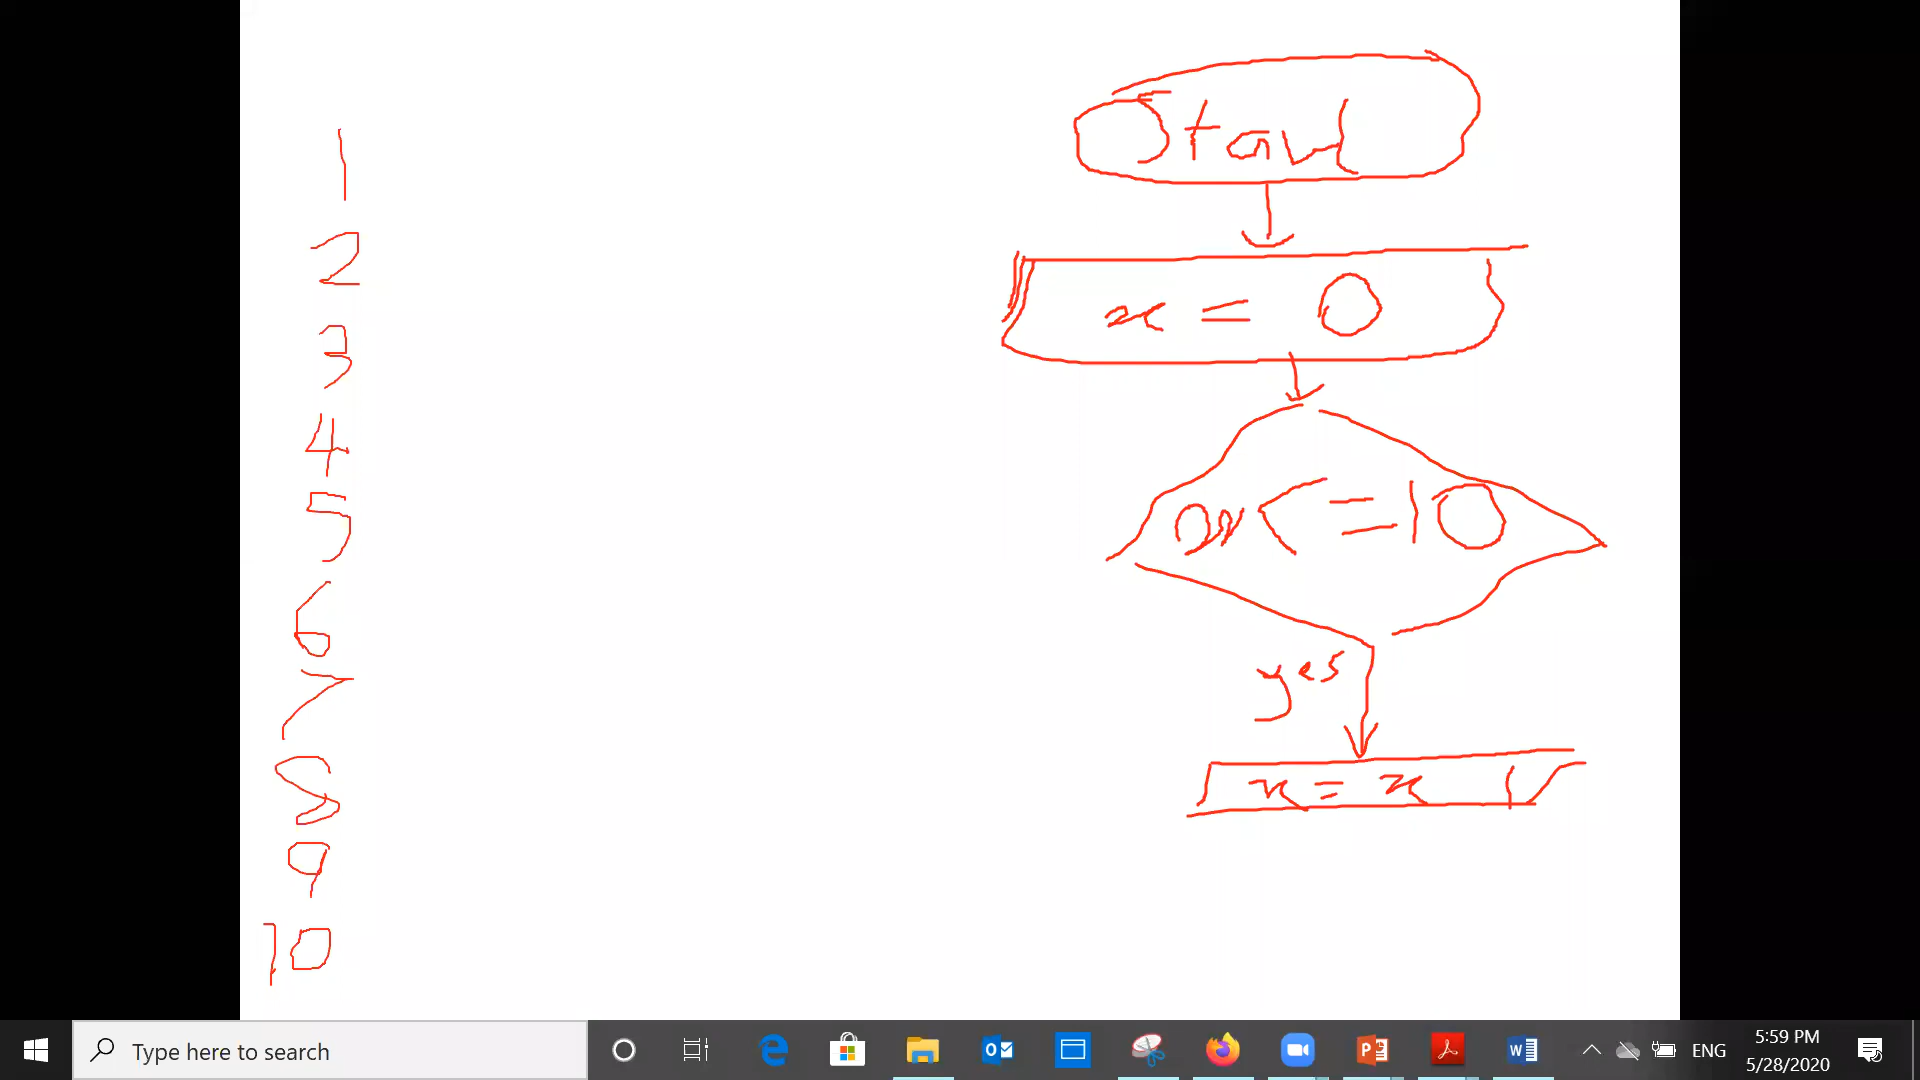 1
2
3
4
5
6
7
8
9
10
Start
x = 0
x <= 10
yes
x = x
Type here to search
ENG
5:59 PM
5/28/2020